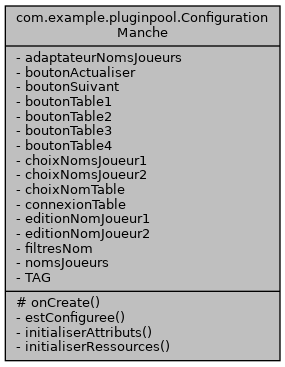 com.example.pluginpool.Configuration
Manche
- adaptateurNomsJoueurs
- boutonActualiser
- boutonSuivant
- boutonTable1
- boutonTable2
- boutonTable3
- boutonTable4
- choixNomsJoueur1
- choixNomsJoueur2
- choixNomTable
- connexionTable
- editionNomJoueur1
- editionNomJoueur2
- filtresNom
- nomsJoueurs
- TAG
# onCreate()
- estConfiguree()
- initialiserAttributs()
- initialiserRessources()